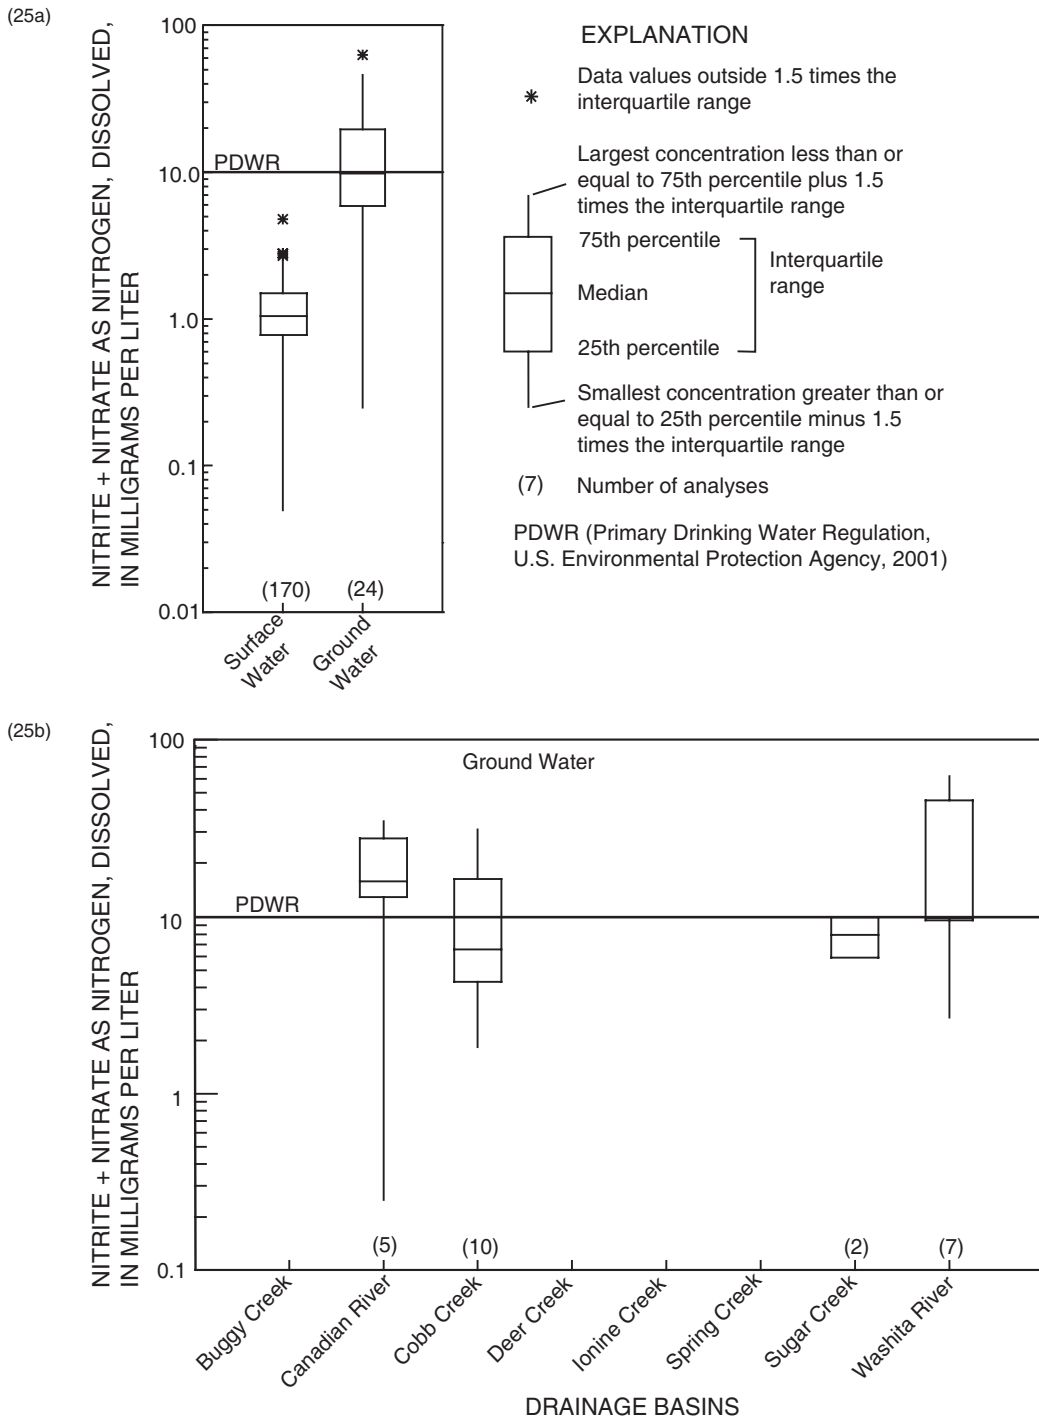 (25a)
NITRITE + NITRATE AS NITROGEN, DISSOLVED,
IN MILLIGRAMS PER LITER
100
10.0
1.0
0.1
0.01
PDWR
(170)
(24)
Surface
Water
Ground
Water
EXPLANATION
Data values outside 1.5 times the
interquartile range
Largest concentration less than or
equal to 75th percentile plus 1.5
times the interquartile range
75th percentile
Interquartile
range
Median
25th percentile
Smallest concentration greater than or
equal to 25th percentile minus 1.5
times the interquartile range
(7) Number of analyses
PDWR (Primary Drinking Water Regulation,
U.S. Environmental Protection Agency, 2001)
(25b)
NITRITE + NITRATE AS NITROGEN, DISSOLVED,
IN MILLIGRAMS PER LITER
100
10
1
0.1
Ground Water
PDWR
(5)
(10)
(2)
(7)
Buggy Creek
Canadian River
Cobb Creek
Deer Creek
Ionine Creek
Spring Creek
Sugar Creek
Washita River
DRAINAGE BASINS